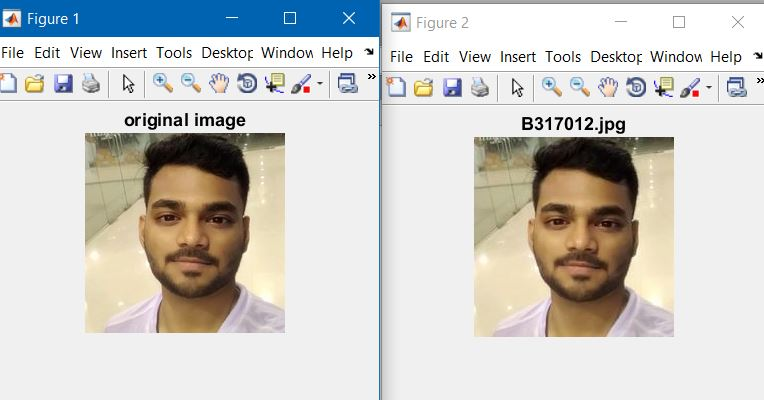 Figure 1
File Edit View Insert Tools Desktop Window Help
original image
Figure 2
File Edit View Insert Tools Desktop Window Help
B317012.jpg